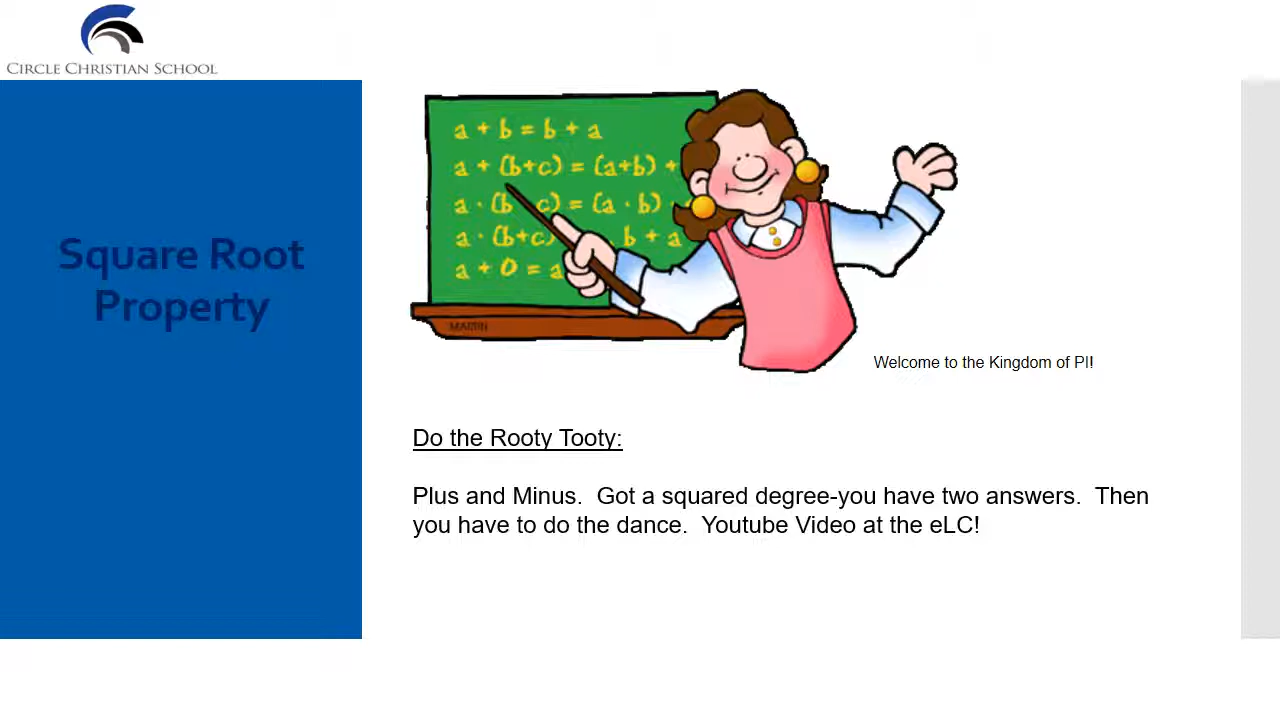 CIRCLE CHRISTIAN SCHOOL
Square Root
Property
a + b = b + a
a + (b+c) = (a+b) +
a · (b c) = (a · b) ·
a · (b+c) b + a
a + 0 = a
MARTIN
Welcome to the Kingdom of PI!
Do the Rooty Tooty:
Plus and Minus.  Got a squared degree-you have two answers.  Then
you have to do the dance.  Youtube Video at the eLC!